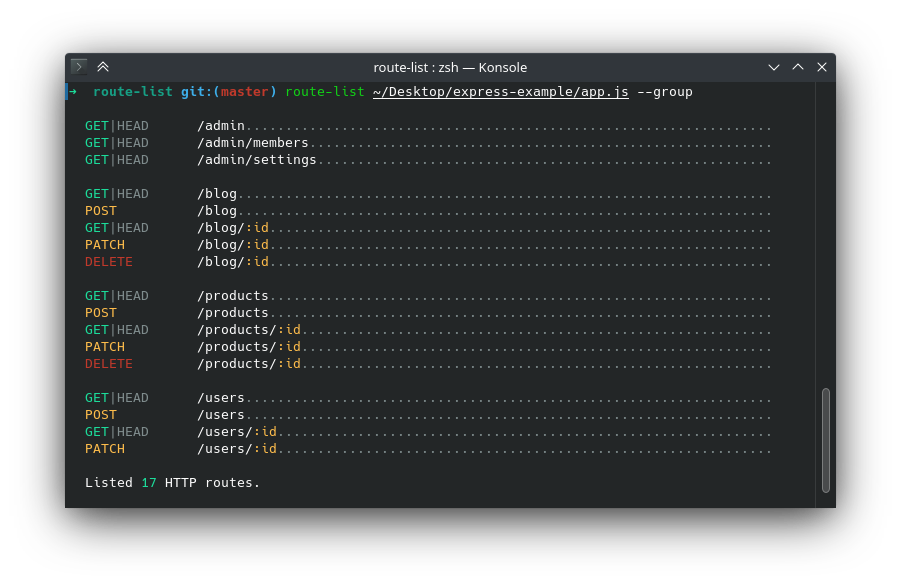 route-list : zsh — Konsole
➜ route-list git:(master) route-list ~/Desktop/express-example/app.js --group
GET|HEAD /admin..................................................................
GET|HEAD /admin/members..........................................................
GET|HEAD /admin/settings.........................................................
GET|HEAD /blog...................................................................
POST /blog...................................................................
GET|HEAD /blog/:id...............................................................
PATCH /blog/:id...............................................................
DELETE /blog/:id...............................................................
GET|HEAD /products...............................................................
POST /products...............................................................
GET|HEAD /products/:id...........................................................
PATCH /products/:id...........................................................
DELETE /products/:id...........................................................
GET|HEAD /users..................................................................
POST /users..................................................................
GET|HEAD /users/:id..............................................................
PATCH /users/:id..............................................................
Listed 17 HTTP routes.